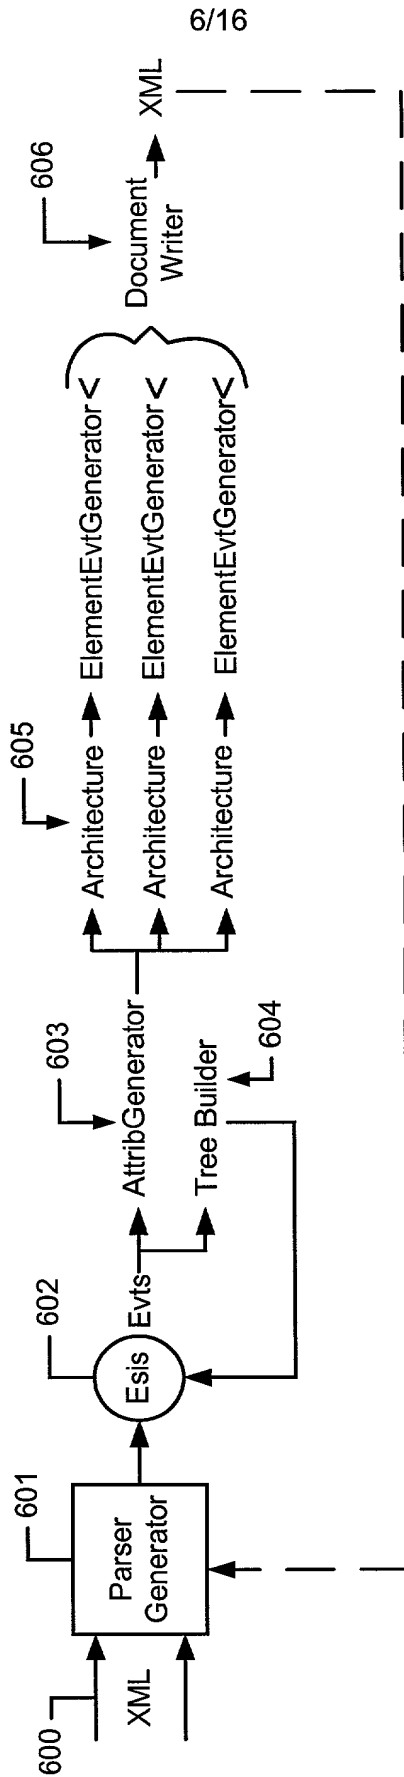 6/16
600
XML
601
Parser
Generator
602
Esis
Evts
603
AttribGenerator
Tree Builder
604
605
Architecture
ElementEvtGenerator<
Architecture
ElementEvtGenerator<
Architecture
ElementEvtGenerator<
606
Document
Writer
XML